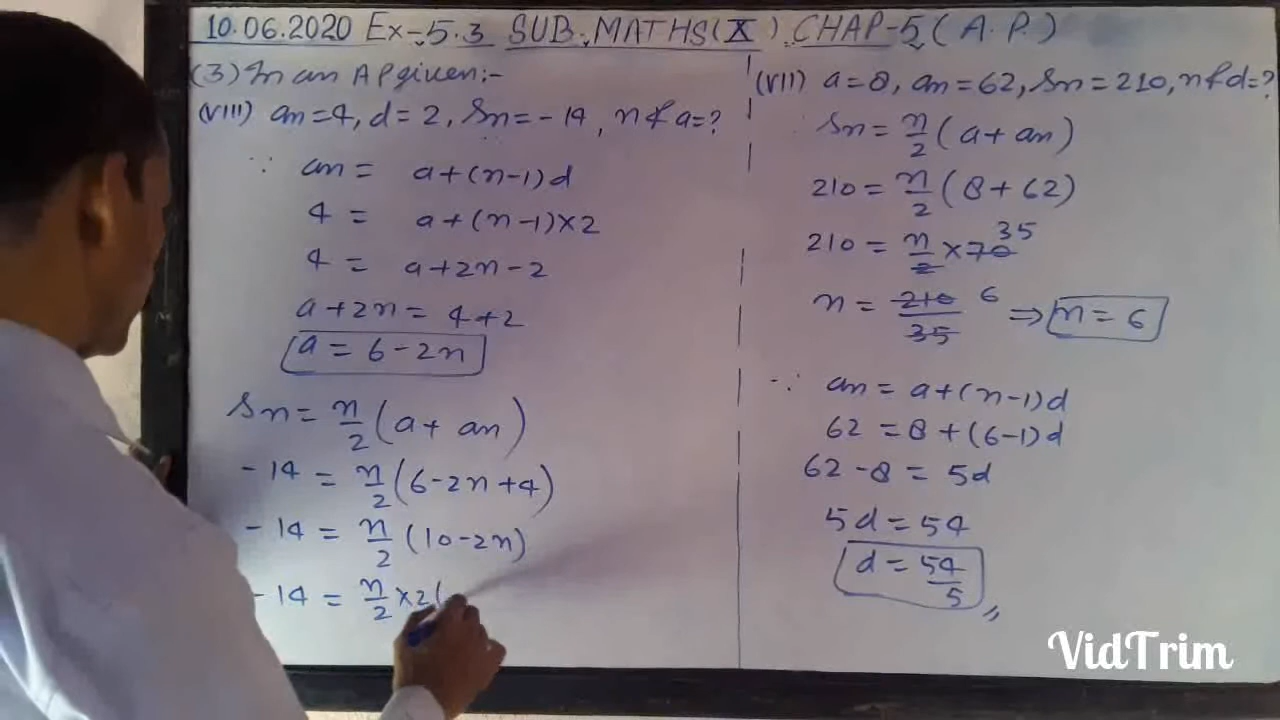 10.06.2020 Ex-5.3 SUB-MATHS(X) CHAP-5(A.P.)
(3) In an AP given:-
(VIII) an=4, d=2, Sn=-14, n & a=?
∵ an = a+(n-1)d
4 = a+(n-1)×2
4 = a+2n-2
a+2n = 4+2
a = 6-2n
Sn = n/2 (a+an)
-14 = n/2 (6-2n+4)
-14 = n/2 (10-2n)
-14 = n/2 ×2(
(VII) a=8, an=62, Sn=210, n & d=?
Sn = n/2 (a+an)
210 = n/2 (8+62)
210 = n/2 ×70 35
n = 210/35 6 ⇒ n=6
∵ an = a+(n-1)d
62 = 8+(6-1)d
62-8 = 5d
5d = 54
d = 54/5 ,,
VidTrim